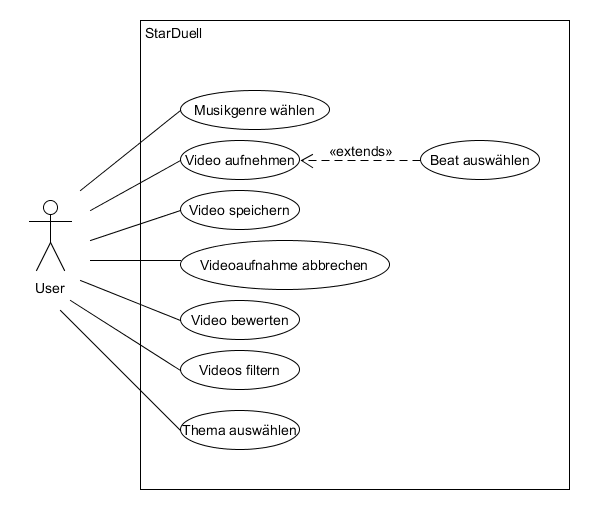 StarDuell
Musikgenre wählen
Video aufnehmen
«extends»
Beat auswählen
Video speichern
Videoaufnahme abbrechen
User
Video bewerten
Videos filtern
Thema auswählen